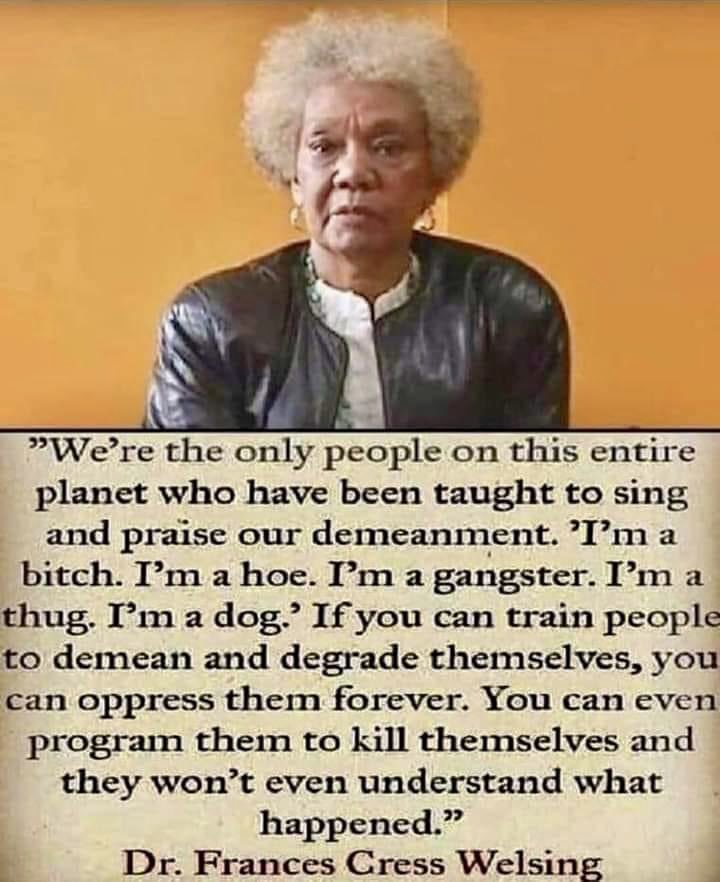 ”We’re the only people on this entire
planet who have been taught to sing
and praise our demeanment. ’I’m a
bitch. I’m a hoe. I’m a gangster. I’m a
thug. I’m a dog.’ If you can train people
to demean and degrade themselves, you
can oppress them forever. You can even
program them to kill themselves and
they won’t even understand what
happened.”
Dr. Frances Cress Welsing